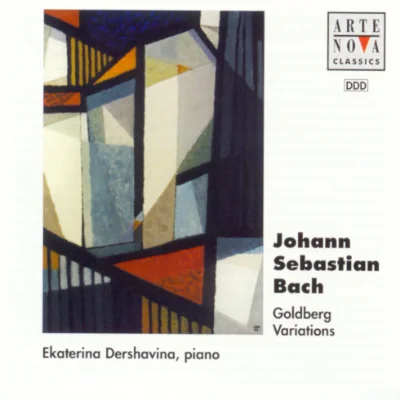 ARTE
NOVA
CLASSICS
DDD
Johann
Sebastian
Bach
Goldberg
Variations
Ekaterina Dershavina, piano